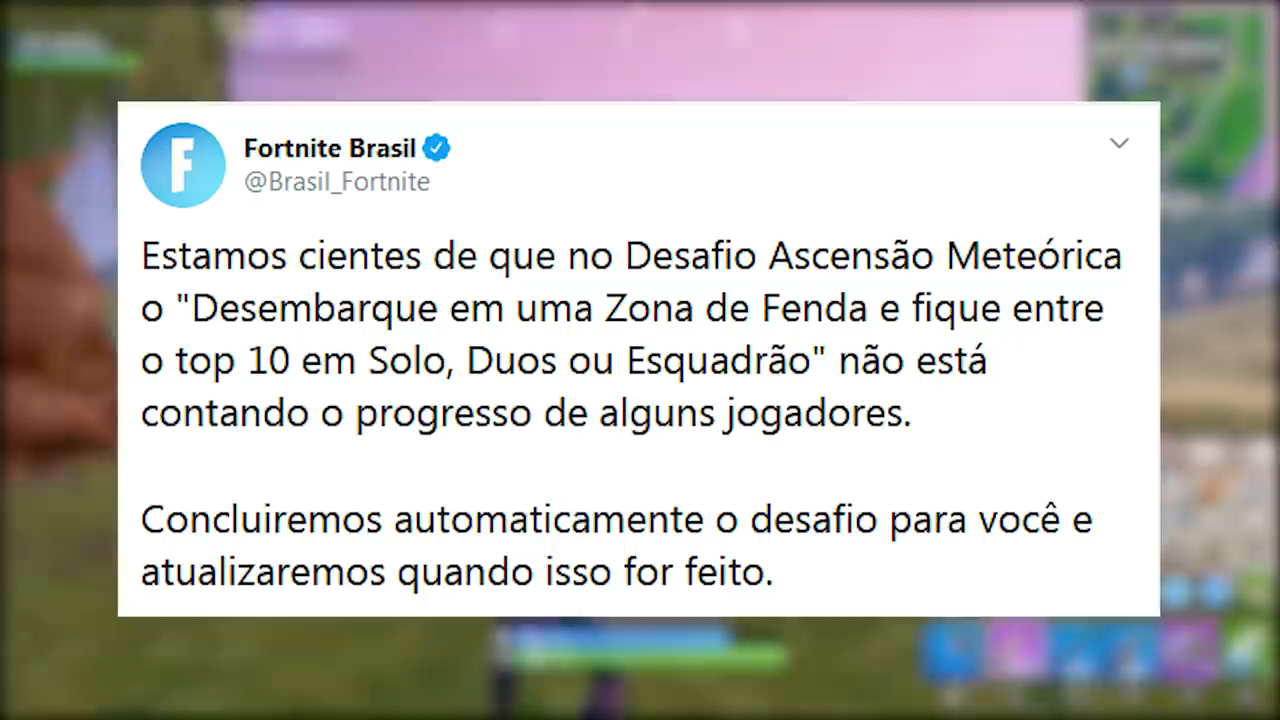 Fortnite Brasil
@Brasil_Fortnite
Estamos cientes de que no Desafio Ascensão Meteórica
o "Desembarque em uma Zona de Fenda e fique entre
o top 10 em Solo, Duos ou Esquadrão" não está
contando o progresso de alguns jogadores.
Concluiremos automaticamente o desafio para você e
atualizaremos quando isso for feito.